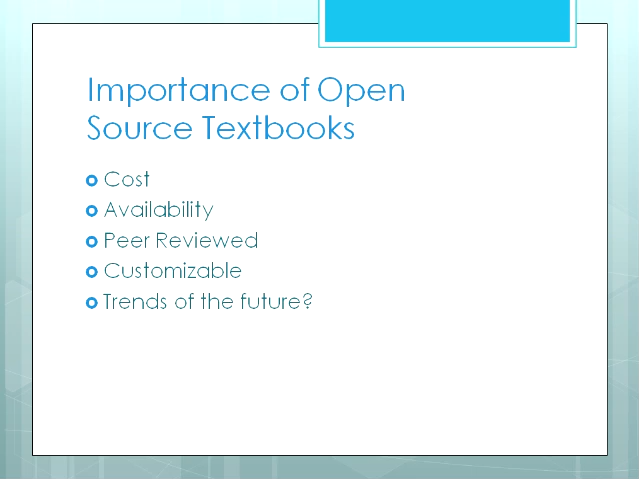 Importance of Open
Source Textbooks
Cost
Availability
Peer Reviewed
Customizable
Trends of the future?